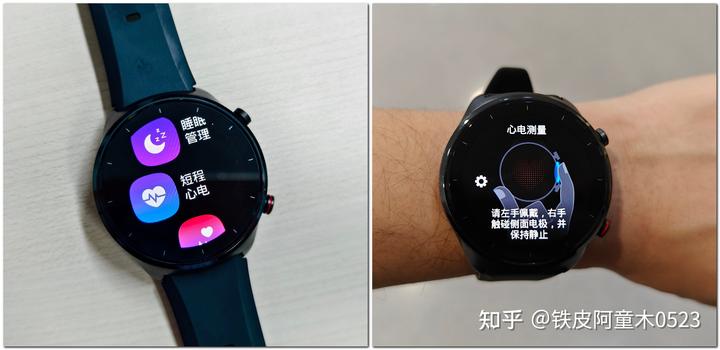 睡眠
管理
短程
心电
心电测量
请左手佩戴，右手
触碰侧面电极，并
保持静止
知乎 @铁皮阿童木0523